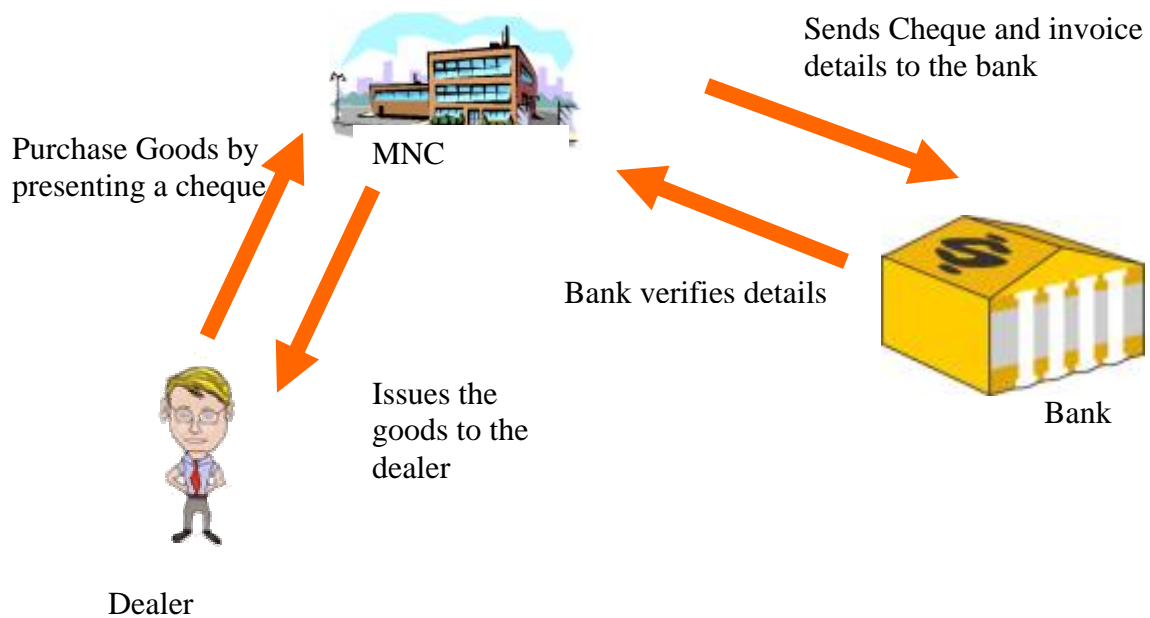 Sends Cheque and invoice
details to the bank
Purchase Goods by
presenting a cheque
MNC
Bank verifies details
Issues the
goods to the
dealer
Bank
Dealer